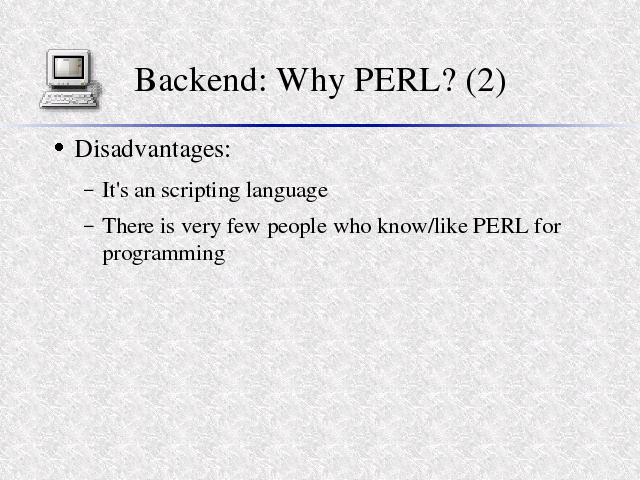 Backend: Why PERL? (2)
• Disadvantages:
– It's an scripting language
– There is very few people who know/like PERL for
programming